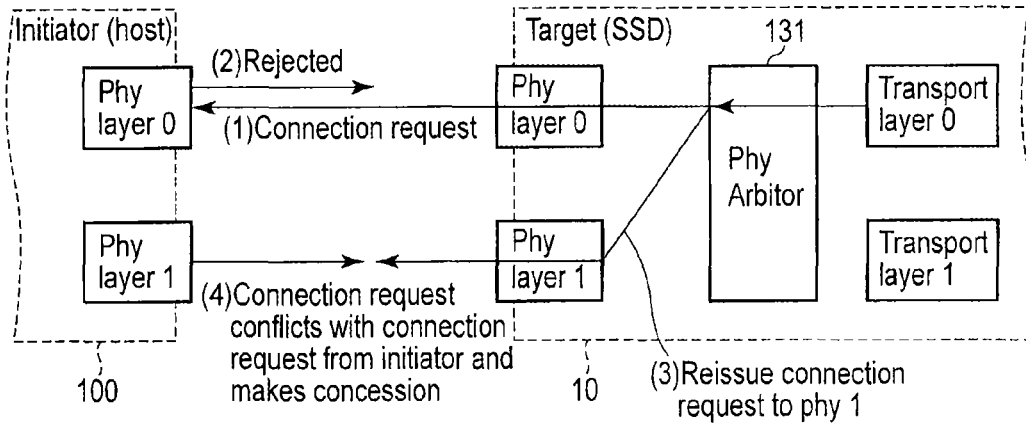 Initiator (host)
Target (SSD)
131
(2)Rejected
Phy
layer 0
(1)Connection request
Phy
layer 0
Phy
Arbitor
Transport
layer 0
Phy
layer 1
Phy
layer 1
Transport
layer 1
(4)Connection request
conflicts with connection
request from initiator and
makes concession
100
10
(3)Reissue connection
request to phy 1